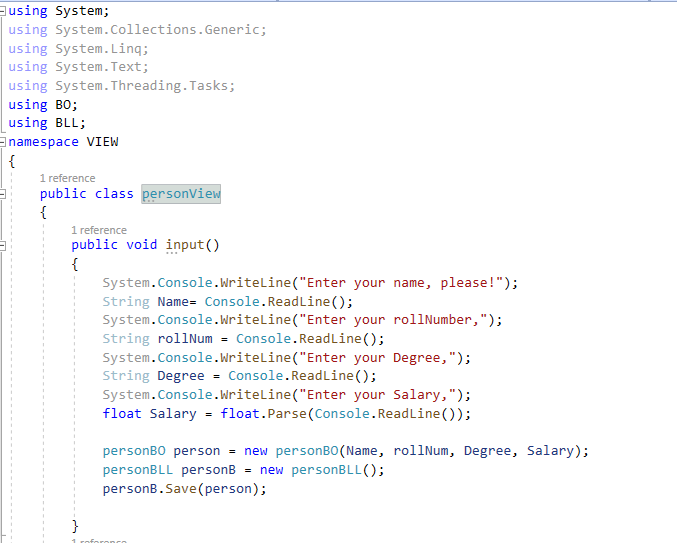 using System;
using System.Collections.Generic;
using System.Linq;
using System.Text;
using System.Threading.Tasks;
using BO;
using BLL;
namespace VIEW
{
1 reference
public class personView
{
1 reference
public void input()
{
System.Console.WriteLine("Enter your name, please!");
String Name= Console.ReadLine();
System.Console.WriteLine("Enter your rollNumber,");
String rollNum = Console.ReadLine();
System.Console.WriteLine("Enter your Degree,");
String Degree = Console.ReadLine();
System.Console.WriteLine("Enter your Salary,");
float Salary = float.Parse(Console.ReadLine());
personBO person = new personBO(Name, rollNum, Degree, Salary);
personBLL personB = new personBLL();
personB.Save(person);
}
1 reference